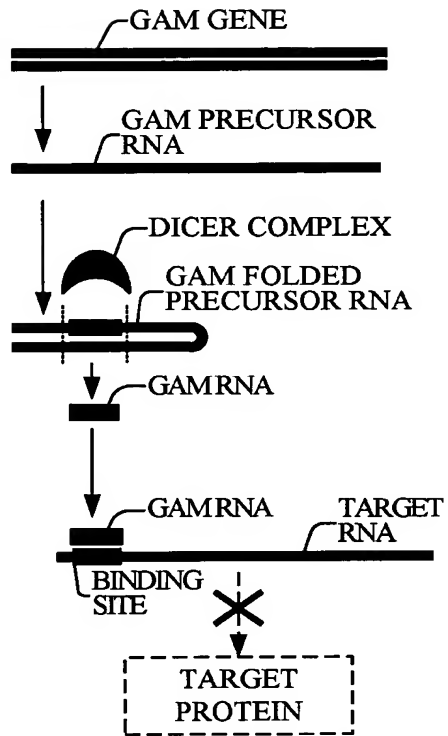 GAM GENE
GAM PRECURSOR
RNA
DICER COMPLEX
GAM FOLDED
PRECURSOR RNA
GAM RNA
GAM RNA
TARGET
RNA
BINDING
SITE
TARGET
PROTEIN